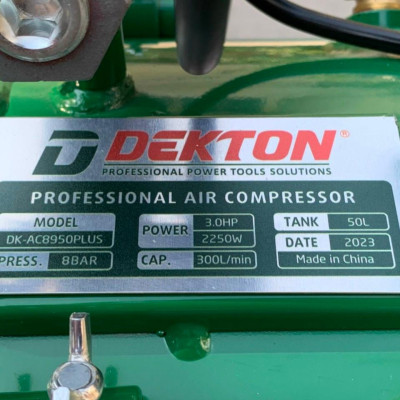 DEKTON®
PROFESSIONAL POWER TOOLS SOLUTIONS
PROFESSIONAL AIR COMPRESSOR
MODEL POWER 3.0HP TANK 50L
DK-AC8950PLUS 2250W DATE 2023
PRESS. 8BAR CAP. 300L/min Made in China